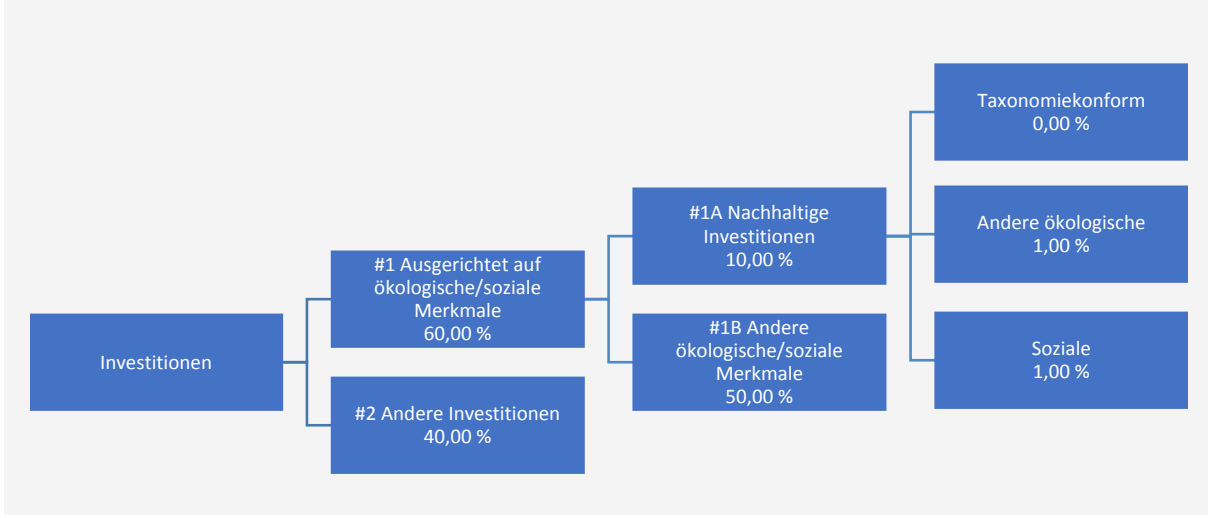 Investitionen
#1 Ausgerichtet auf
ökologische/soziale
Merkmale
60,00 %
#2 Andere Investitionen
40,00 %
#1A Nachhaltige
Investitionen
10,00 %
#1B Andere
ökologische/soziale
Merkmale
50,00 %
Taxonomiekonform
0,00 %
Andere ökologische
1,00 %
Soziale
1,00 %